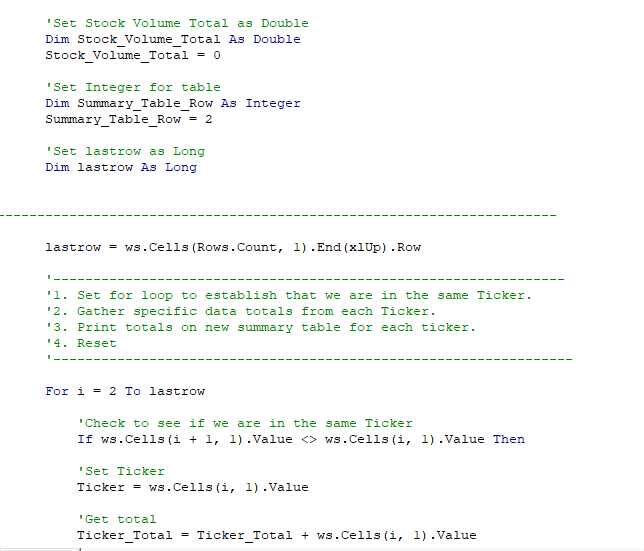 'Set Stock Volume Total as Double
Dim Stock_Volume_Total As Double
Stock_Volume_Total = 0
'Set Integer for table
Dim Summary_Table_Row As Integer
Summary_Table_Row = 2
'Set lastrow as Long
Dim lastrow As Long
----------------------------------------------------------------------
lastrow = ws.Cells(Rows.Count, 1).End(xlUp).Row
'----------------------------------------------------------------
'1. Set for loop to establish that we are in the same Ticker.
'2. Gather specific data totals from each Ticker.
'3. Print totals on new summary table for each ticker.
'4. Reset
'-----------------------------------------------------------------
For i = 2 To lastrow
'Check to see if we are in the same Ticker
If ws.Cells(i + 1, 1).Value <> ws.Cells(i, 1).Value Then
'Set Ticker
Ticker = ws.Cells(i, 1).Value
'Get total
Ticker_Total = Ticker_Total + ws.Cells(i, 1).Value